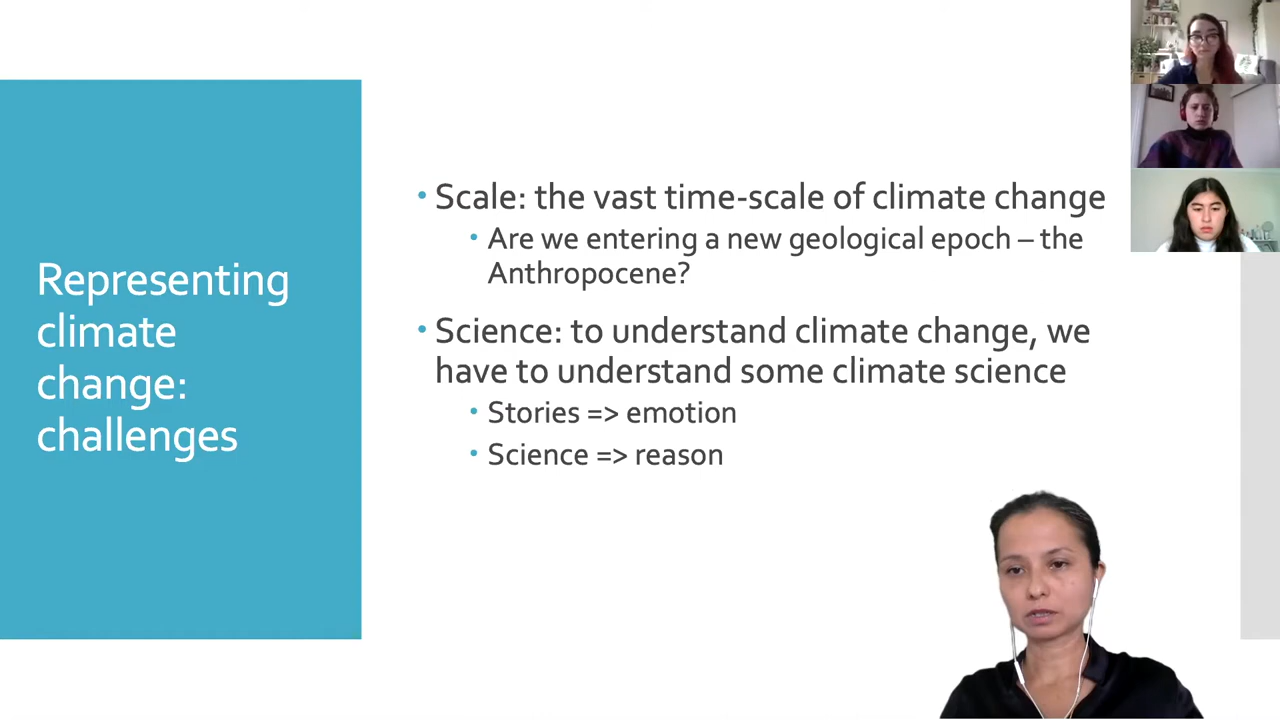 Representing
climate
change:
challenges
• Scale: the vast time-scale of climate change
• Are we entering a new geological epoch – the
Anthropocene?
• Science: to understand climate change, we
have to understand some climate science
• Stories => emotion
• Science => reason